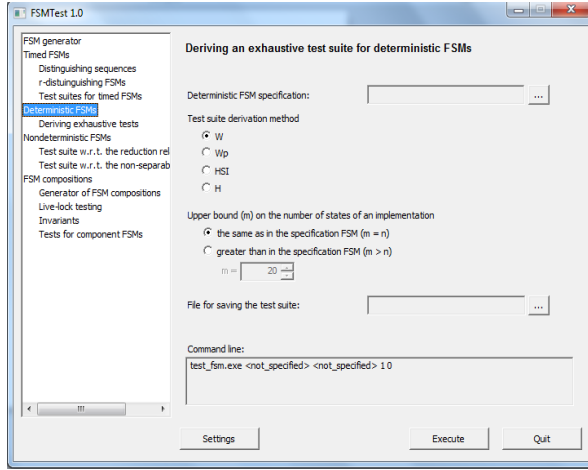 FSMTest 1.0
FSM generator
Timed FSMs
Distinguishing sequences
r-distuinguishing FSMs
Test suites for timed FSMs
Deterministic FSMs
Deriving exhaustive tests
Nondeterministic FSMs
Test suite w.r.t. the reduction rel
Test suite w.r.t. the non-separab
FSM compositions
Generator of FSM compositions
Live-lock testing
Invariants
Tests for component FSMs
Deriving an exhaustive test suite for deterministic FSMs
Deterministic FSM specification:
...
Test suite derivation method
W
Wp
HSI
H
Upper bound (m) on the number of states of an implementation
the same as in the specification FSM (m = n)
greater than in the specification FSM (m > n)
m = 20
File for saving the test suite:
...
Command line:
test_fsm.exe <not_specified> <not_specified> 1 0
Settings
Execute
Quit